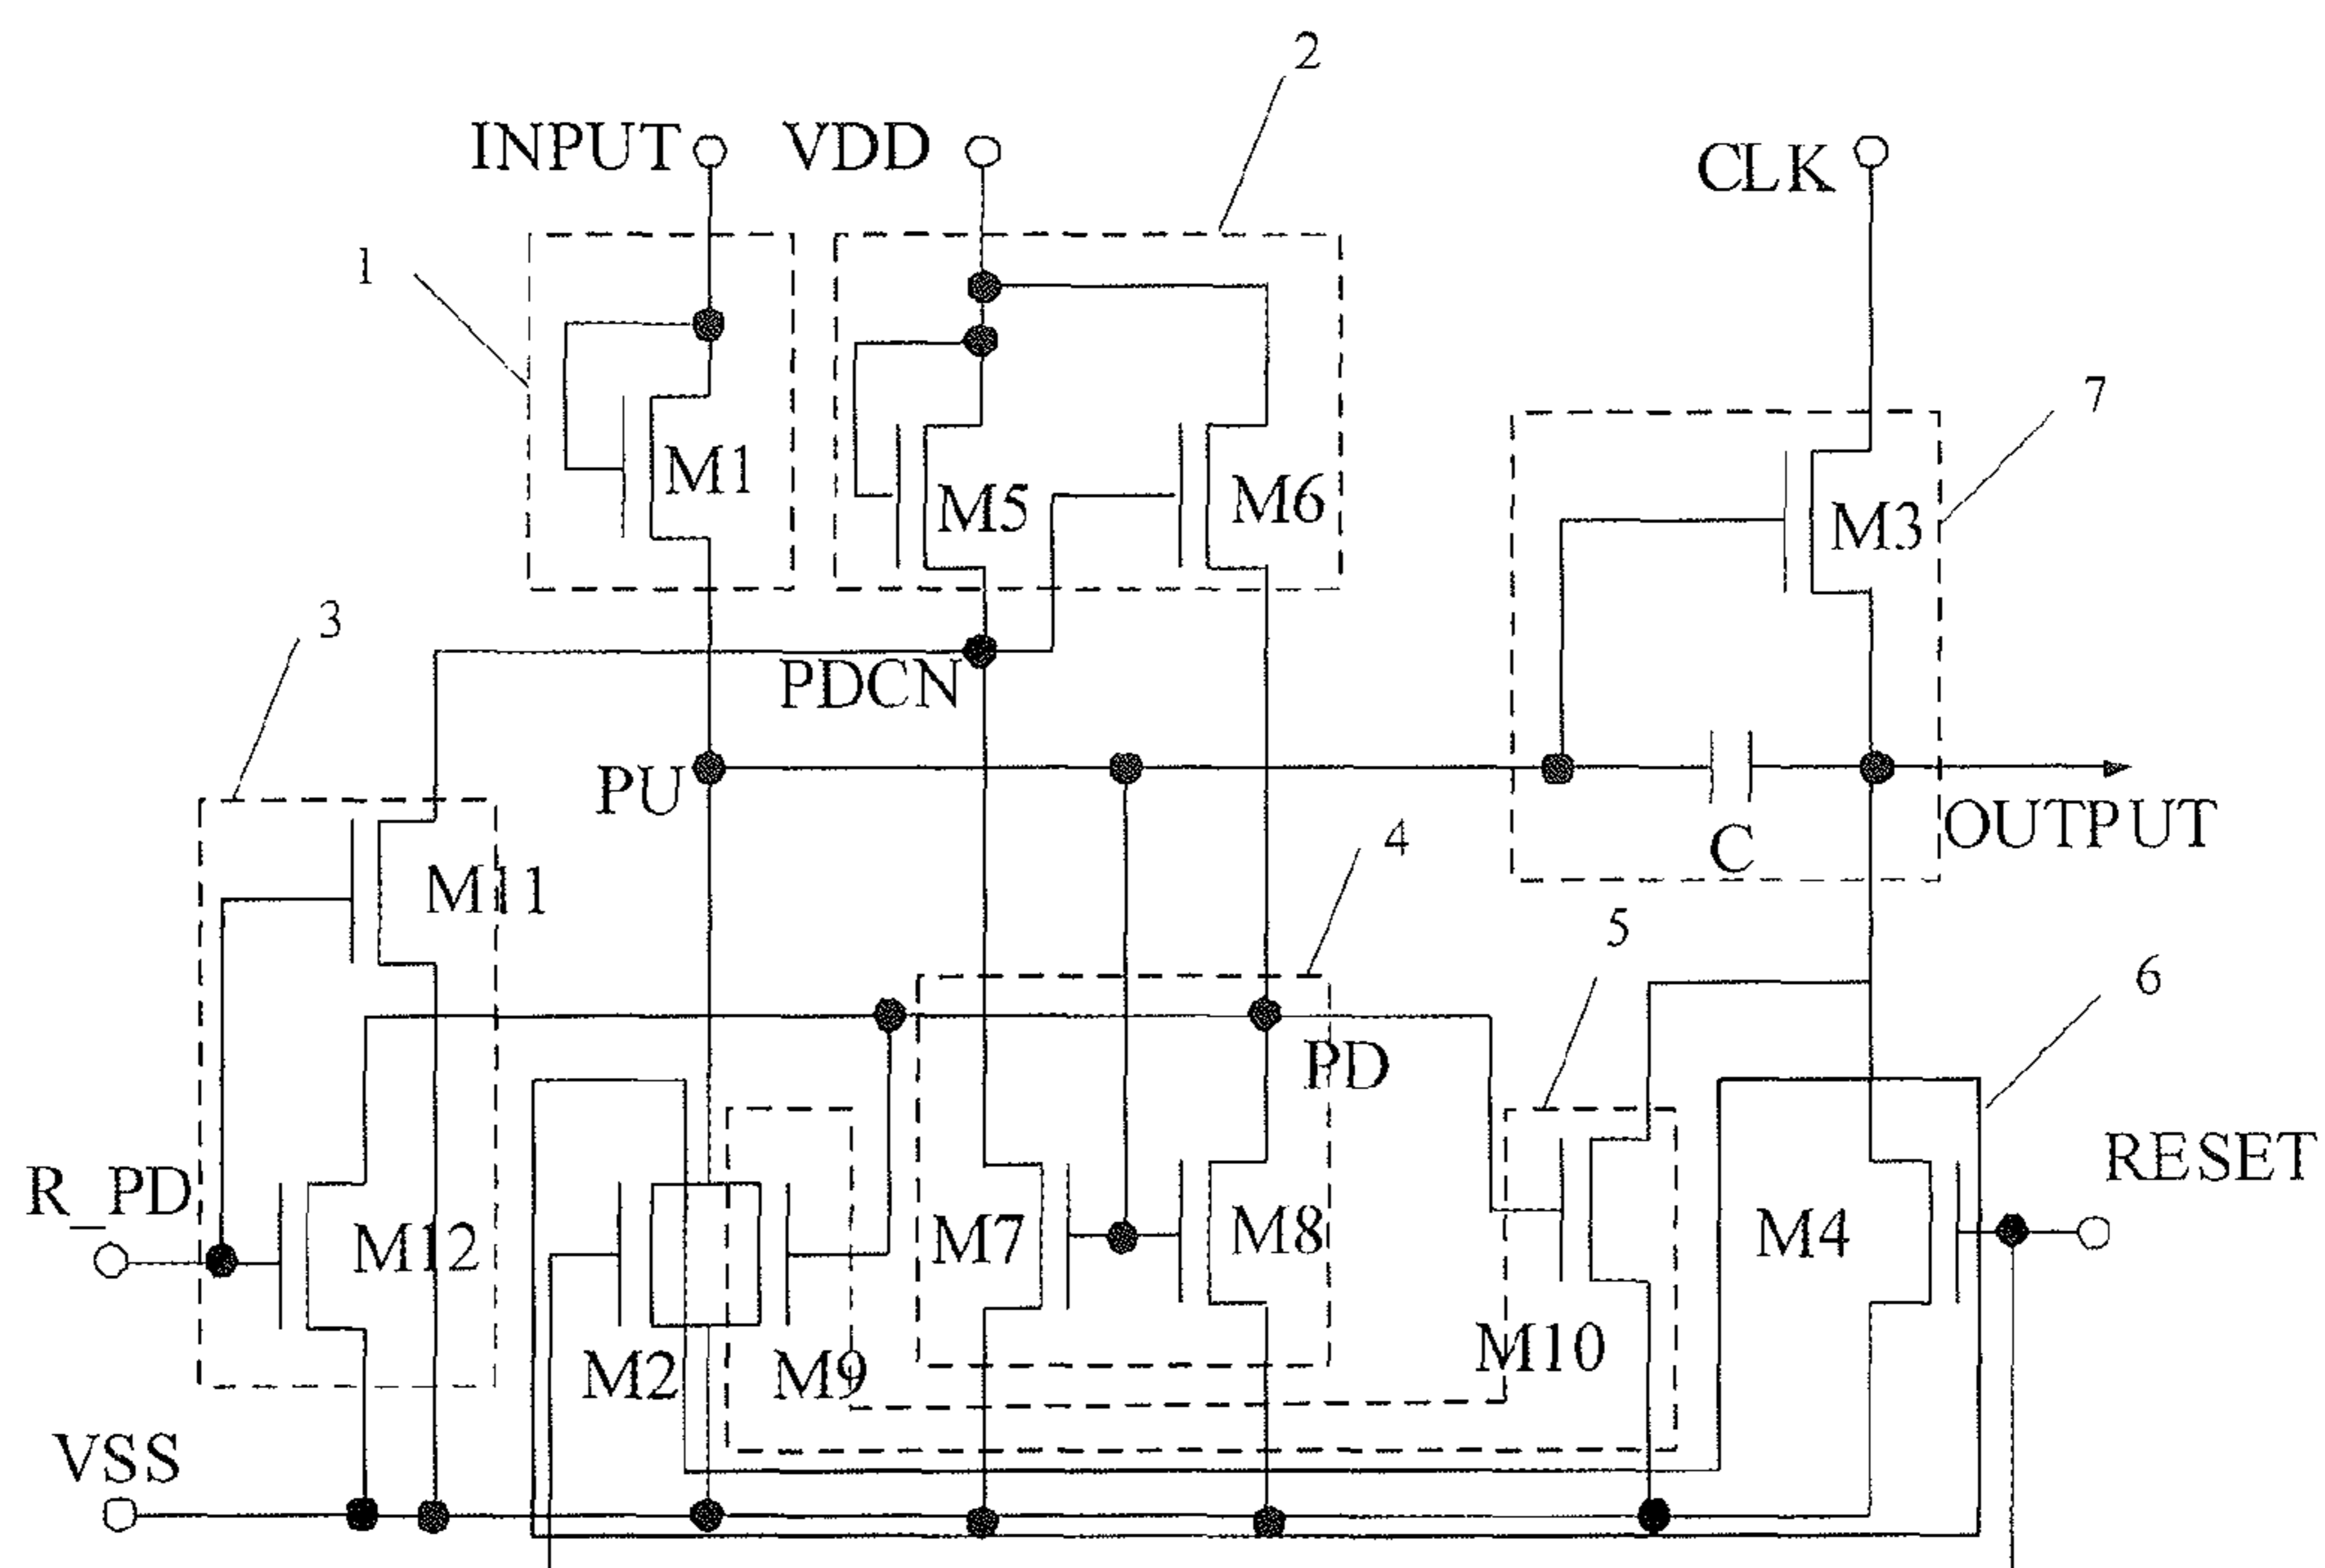 2
INPUT
VDD
CLK
1
7
M1
M5
M6
M3
3
PDCN
PU
4
C
OUTPUT
M11
5
6
PD
R_PD
M12
M7
M8
M4
RESET
M2
M9
M10
VSS